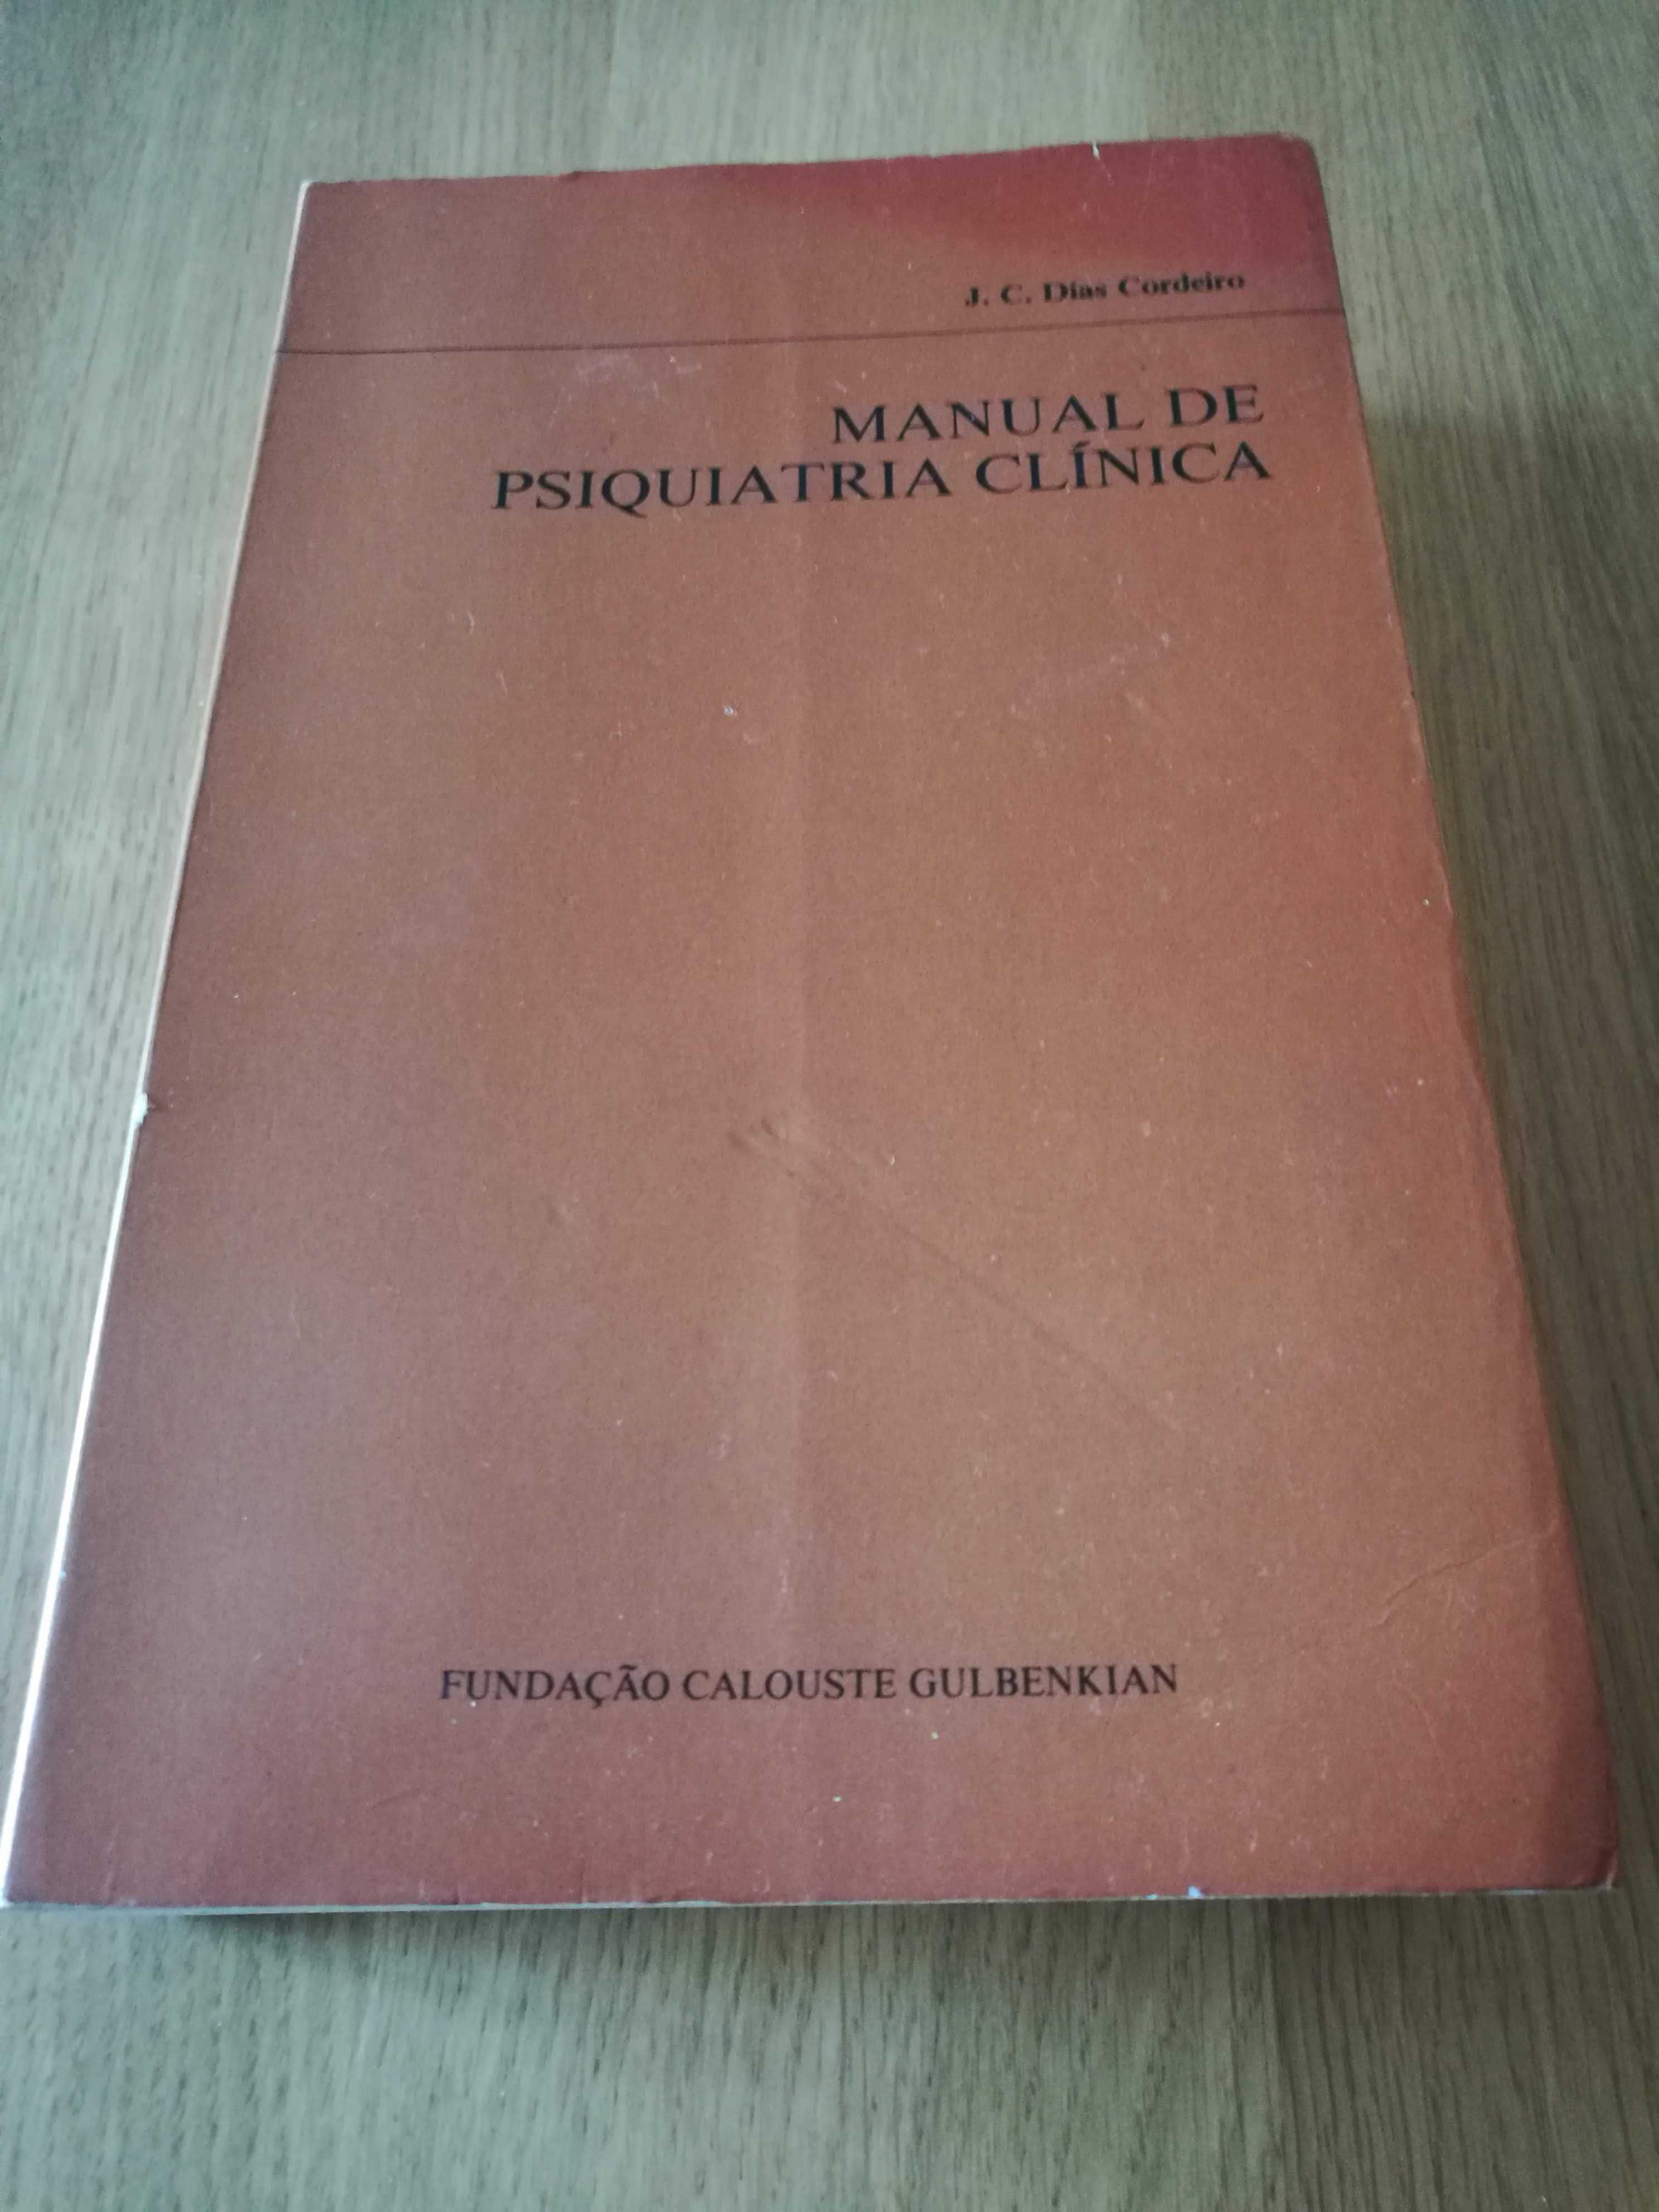 J. C. Dias Cordeiro
MANUAL DE
PSIQUIATRIA CLÍNICA
FUNDAÇÃO CALOUSTE GULBENKIAN